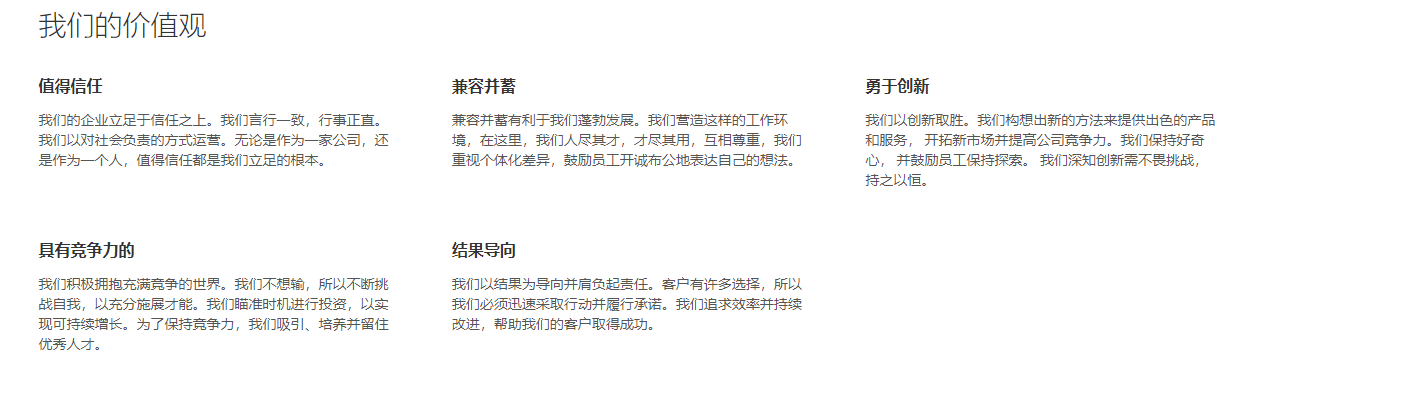 我们的价值观
值得信任
我们的企业立足于信任之上。我们言行一致，行事正直。
我们以对社会负责的方式运营。无论是作为一家公司，还
是作为一个人，值得信任都是我们立足的根本。
兼容并蓄
兼容并蓄有利于我们蓬勃发展。我们营造这样的工作环
境，在这里，我们人尽其才，才尽其用，互相尊重，我们
重视个体化差异，鼓励员工开诚布公地表达自己的想法。
勇于创新
我们以创新取胜。我们构想出新的方法来提供出色的产品
和服务， 开拓新市场并提高公司竞争力。我们保持好奇
心， 并鼓励员工保持探索。 我们深知创新需不畏挑战，
持之以恒。
具有竞争力的
我们积极拥抱充满竞争的世界。我们不想输，所以不断挑
战自我，以充分施展才能。我们瞄准时机进行投资，以实
现可持续增长。为了保持竞争力，我们吸引、培养并留住
优秀人才。
结果导向
我们以结果为导向并肩负起责任。客户有许多选择，所以
我们必须迅速采取行动并履行承诺。我们追求效率并持续
改进，帮助我们的客户取得成功。